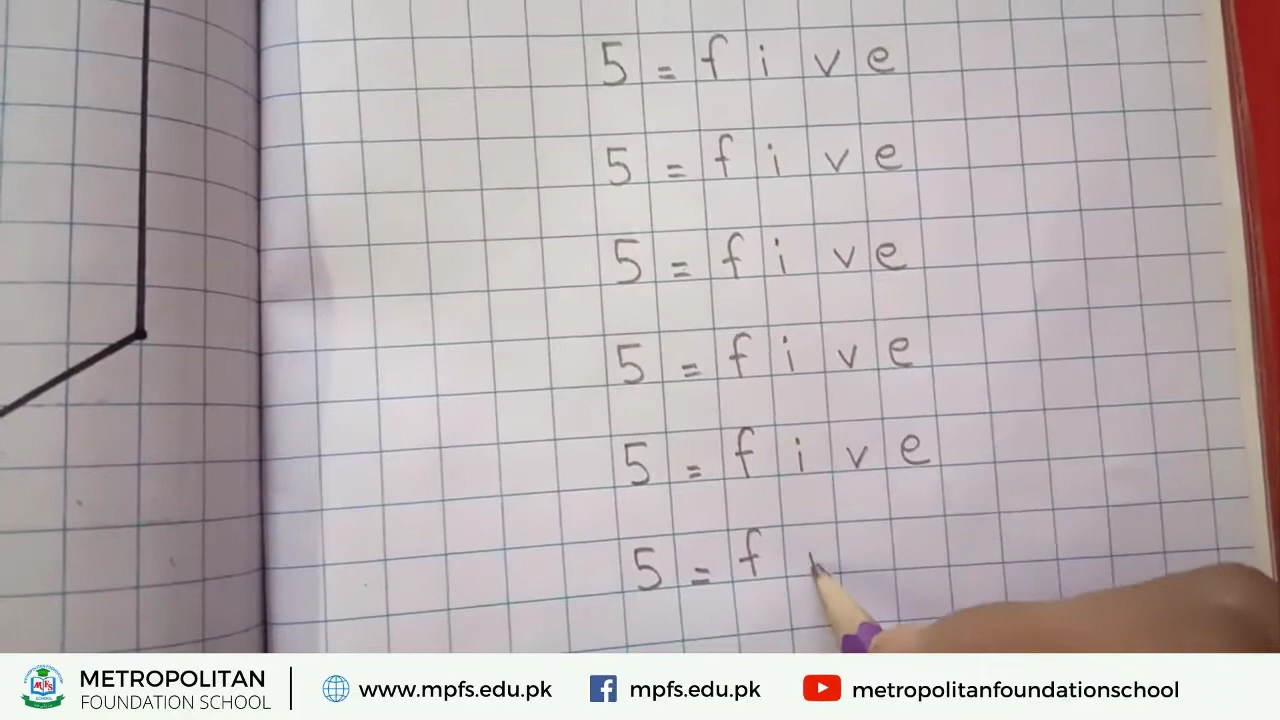 5 = five
5 = five
5 = five
5 = five
5 = five
5 = f
METROPOLITAN
FOUNDATION SCHOOL
www.mpfs.edu.pk
mpfs.edu.pk
metropolitanfoundationschool